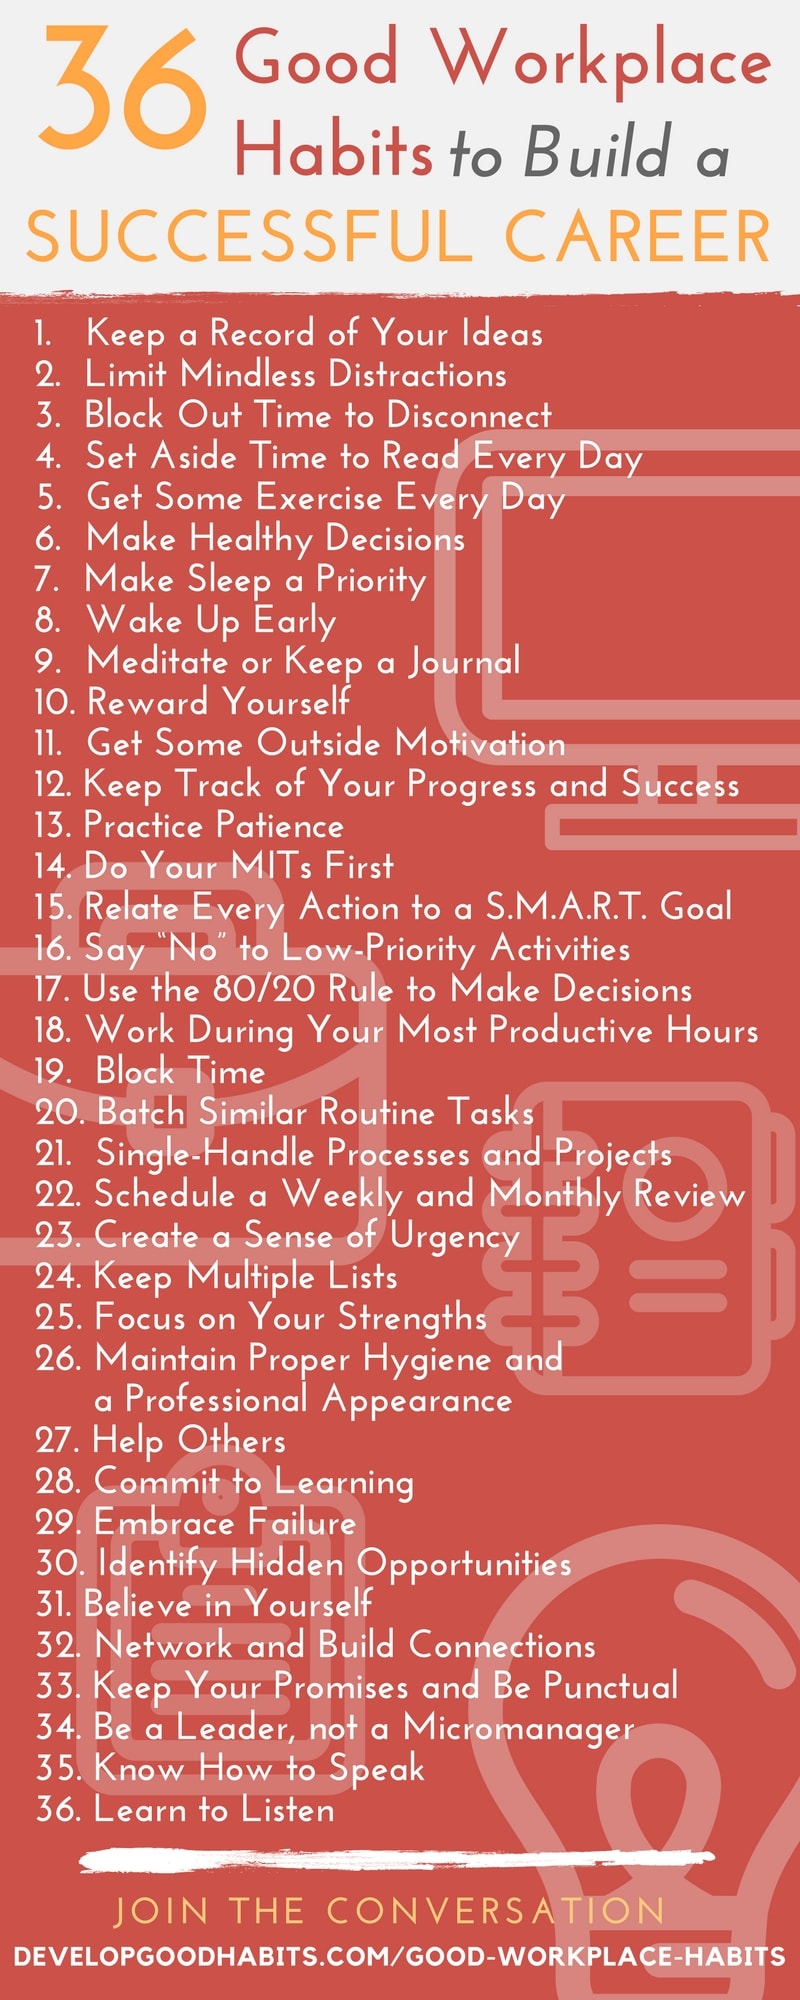 36 Good Workplace
Habits to Build a
SUCCESSFUL CAREER
1. Keep a Record of Your Ideas
2. Limit Mindless Distractions
3. Block Out Time to Disconnect
4. Set Aside Time to Read Every Day
5. Get Some Exercise Every Day
6. Make Healthy Decisions
7. Make Sleep a Priority
8. Wake Up Early
9. Meditate or Keep a Journal
10. Reward Yourself
11. Get Some Outside Motivation
12. Keep Track of Your Progress and Success
13. Practice Patience
14. Do Your MITs First
15. Relate Every Action to a S.M.A.R.T. Goal
16. Say “No” to Low-Priority Activities
17. Use the 80/20 Rule to Make Decisions
18. Work During Your Most Productive Hours
19. Block Time
20. Batch Similar Routine Tasks
21. Single-Handle Processes and Projects
22. Schedule a Weekly and Monthly Review
23. Create a Sense of Urgency
24. Keep Multiple Lists
25. Focus on Your Strengths
26. Maintain Proper Hygiene and
a Professional Appearance
27. Help Others
28. Commit to Learning
29. Embrace Failure
30. Identify Hidden Opportunities
31. Believe in Yourself
32. Network and Build Connections
33. Keep Your Promises and Be Punctual
34. Be a Leader, not a Micromanager
35. Know How to Speak
36. Learn to Listen
JOIN THE CONVERSATION
DEVELOPGOODHABITS.COM/GOOD-WORKPLACE-HABITS